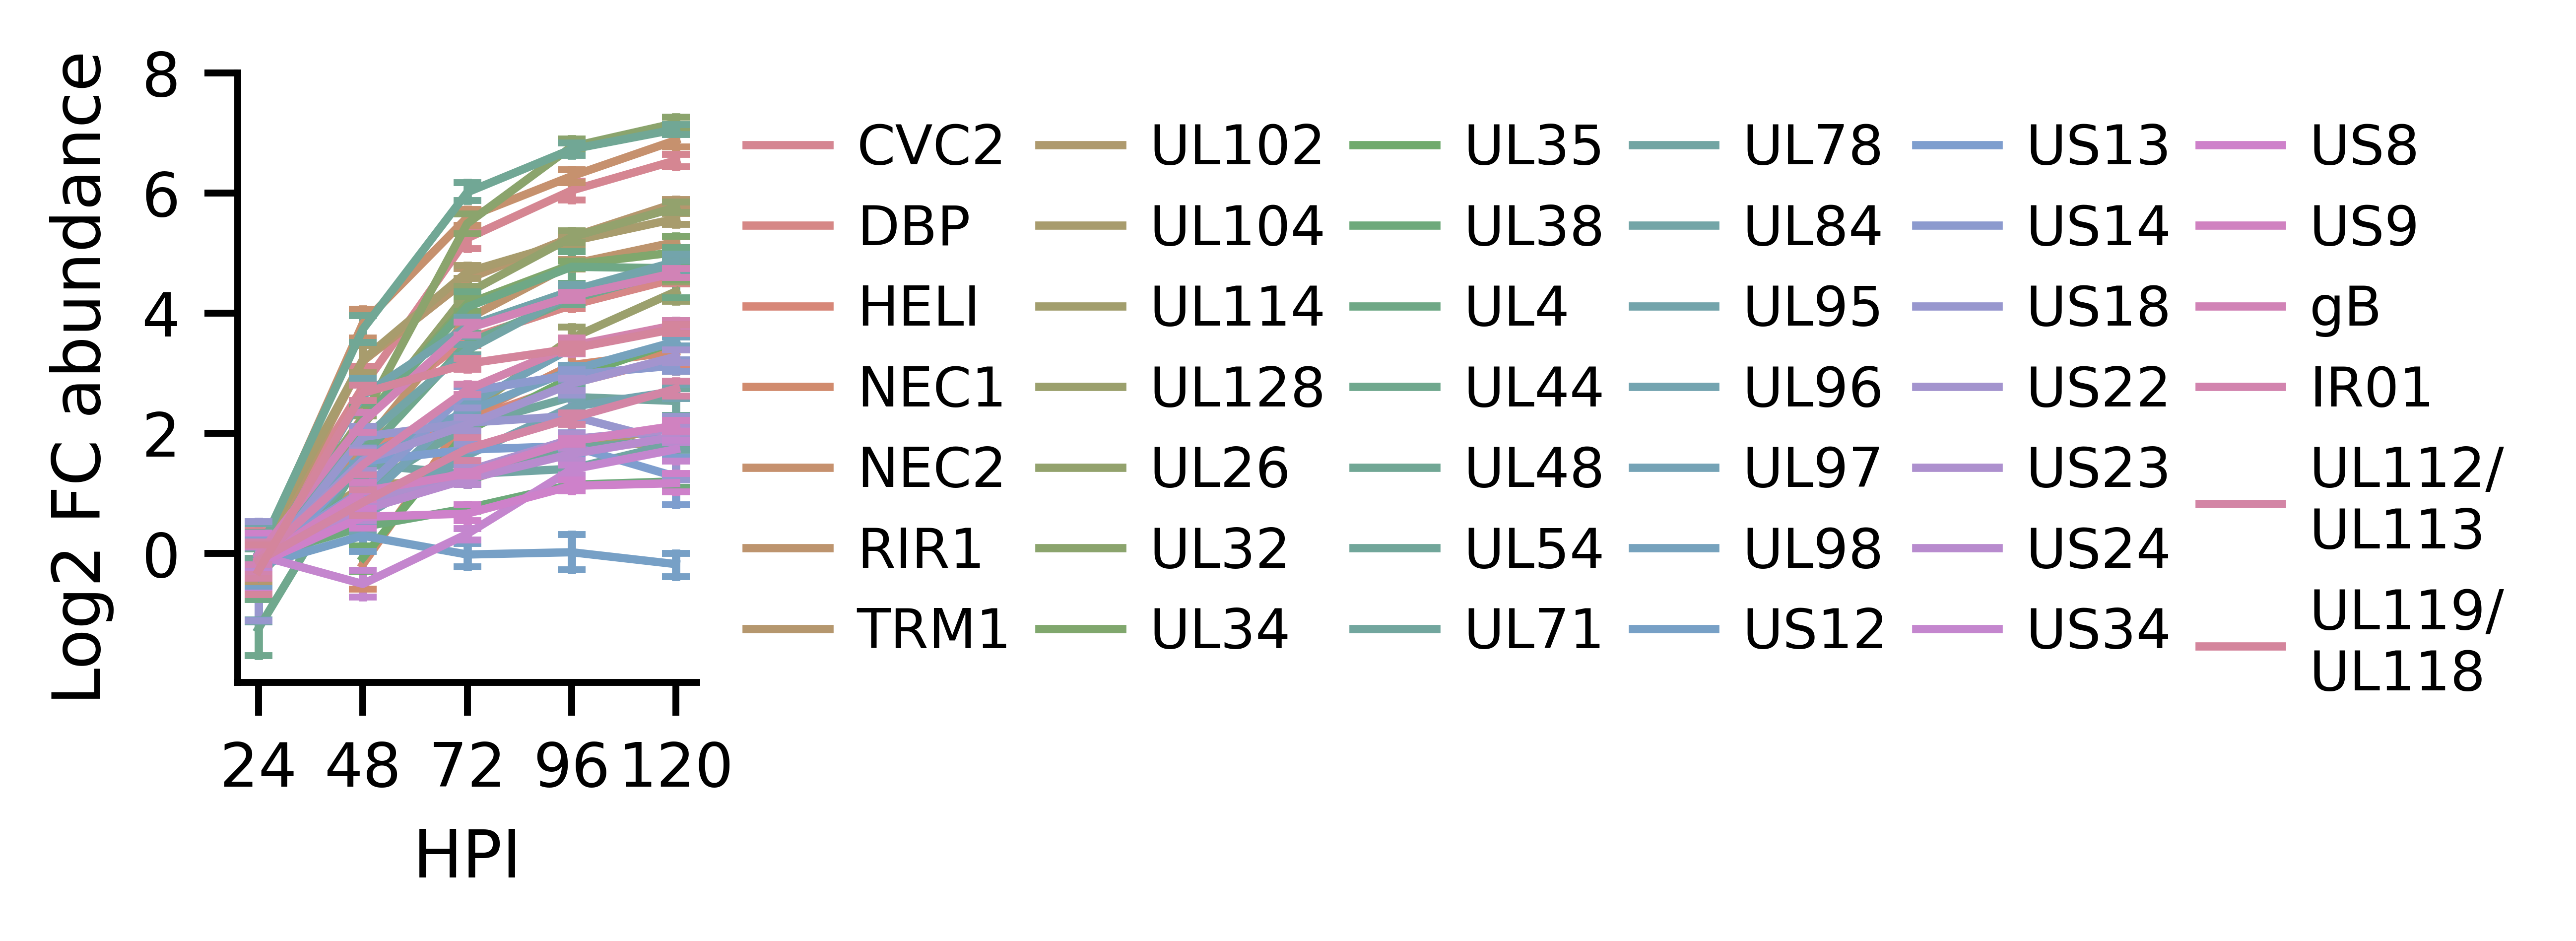 Log2 FC abundance
8
6
4
2
0
24 48 72 96 120
HPI
CVC2
DBP
HELI
NEC1
NEC2
RIR1
TRM1
UL102
UL104
UL114
UL128
UL26
UL32
UL34
UL35
UL38
UL4
UL44
UL48
UL54
UL71
UL78
UL84
UL95
UL96
UL97
UL98
US12
US13
US14
US18
US22
US23
US24
US34
US8
US9
gB
IR01
UL112/
UL113
UL119/
UL118